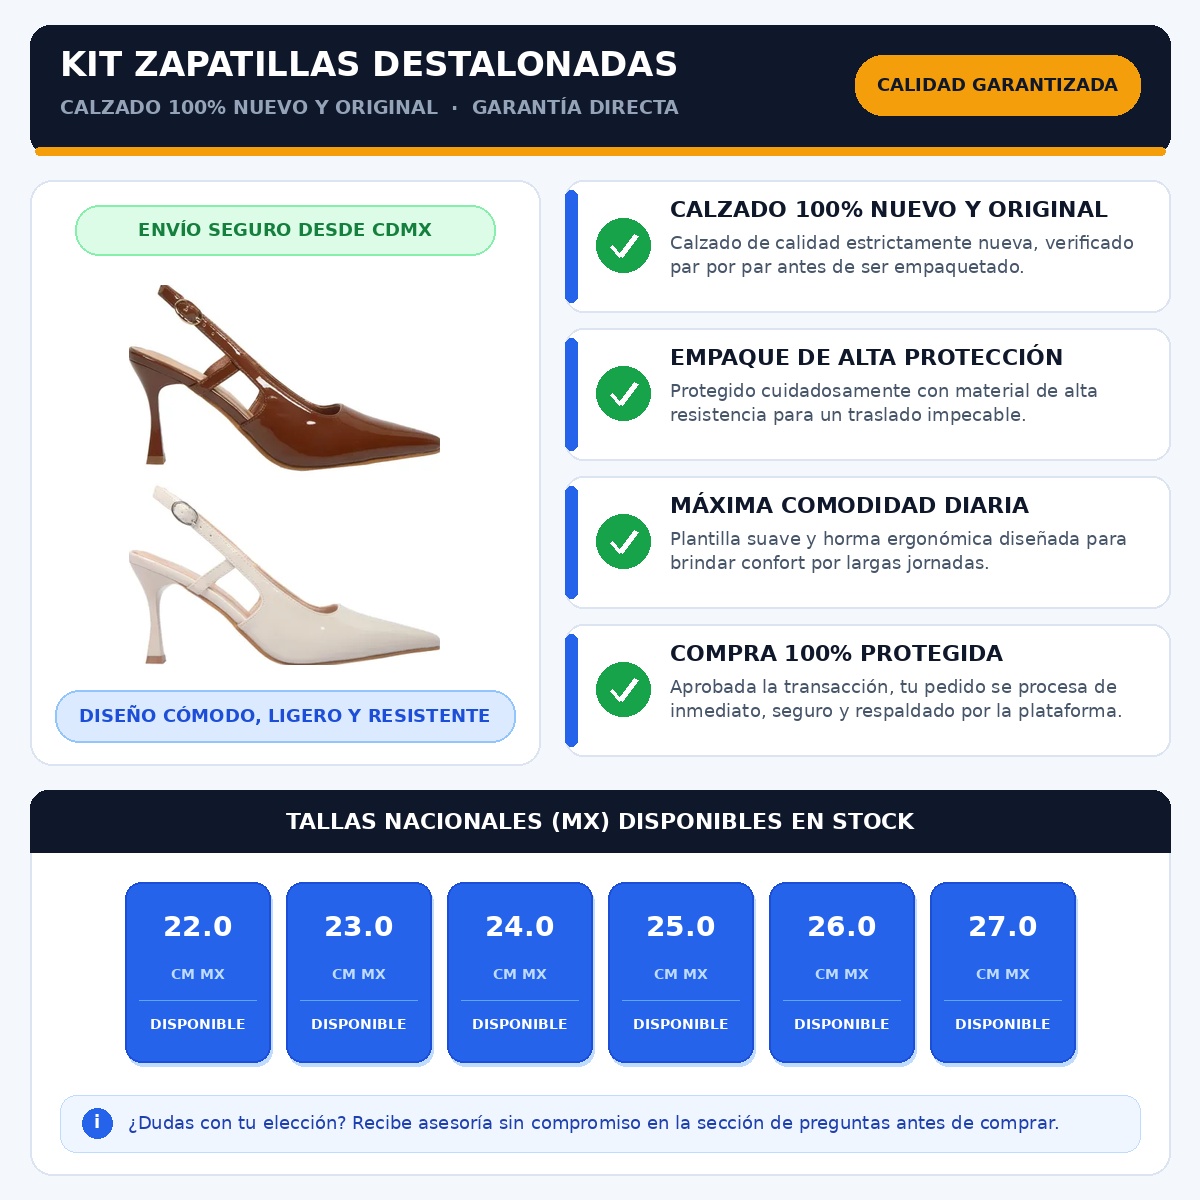 KIT ZAPATILLAS DESTALONADAS
CALZADO 100% NUEVO Y ORIGINAL · GARANTÍA DIRECTA
CALIDAD GARANTIZADA
ENVÍO SEGURO DESDE CDMX
DISEÑO CÓMODO, LIGERO Y RESISTENTE
CALZADO 100% NUEVO Y ORIGINAL
Calzado de calidad estrictamente nueva, verificado
par por par antes de ser empaquetado.
EMPAQUE DE ALTA PROTECCIÓN
Protegido cuidadosamente con material de alta
resistencia para un traslado impecable.
MÁXIMA COMODIDAD DIARIA
Plantilla suave y horma ergonómica diseñada para
brindar confort por largas jornadas.
COMPRA 100% PROTEGIDA
Aprobada la transacción, tu pedido se procesa de
inmediato, seguro y respaldado por la plataforma.
TALLAS NACIONALES (MX) DISPONIBLES EN STOCK
22.0
CM MX
DISPONIBLE
23.0
CM MX
DISPONIBLE
24.0
CM MX
DISPONIBLE
25.0
CM MX
DISPONIBLE
26.0
CM MX
DISPONIBLE
27.0
CM MX
DISPONIBLE
i ¿Dudas con tu elección? Recibe asesoría sin compromiso en la sección de preguntas antes de comprar.